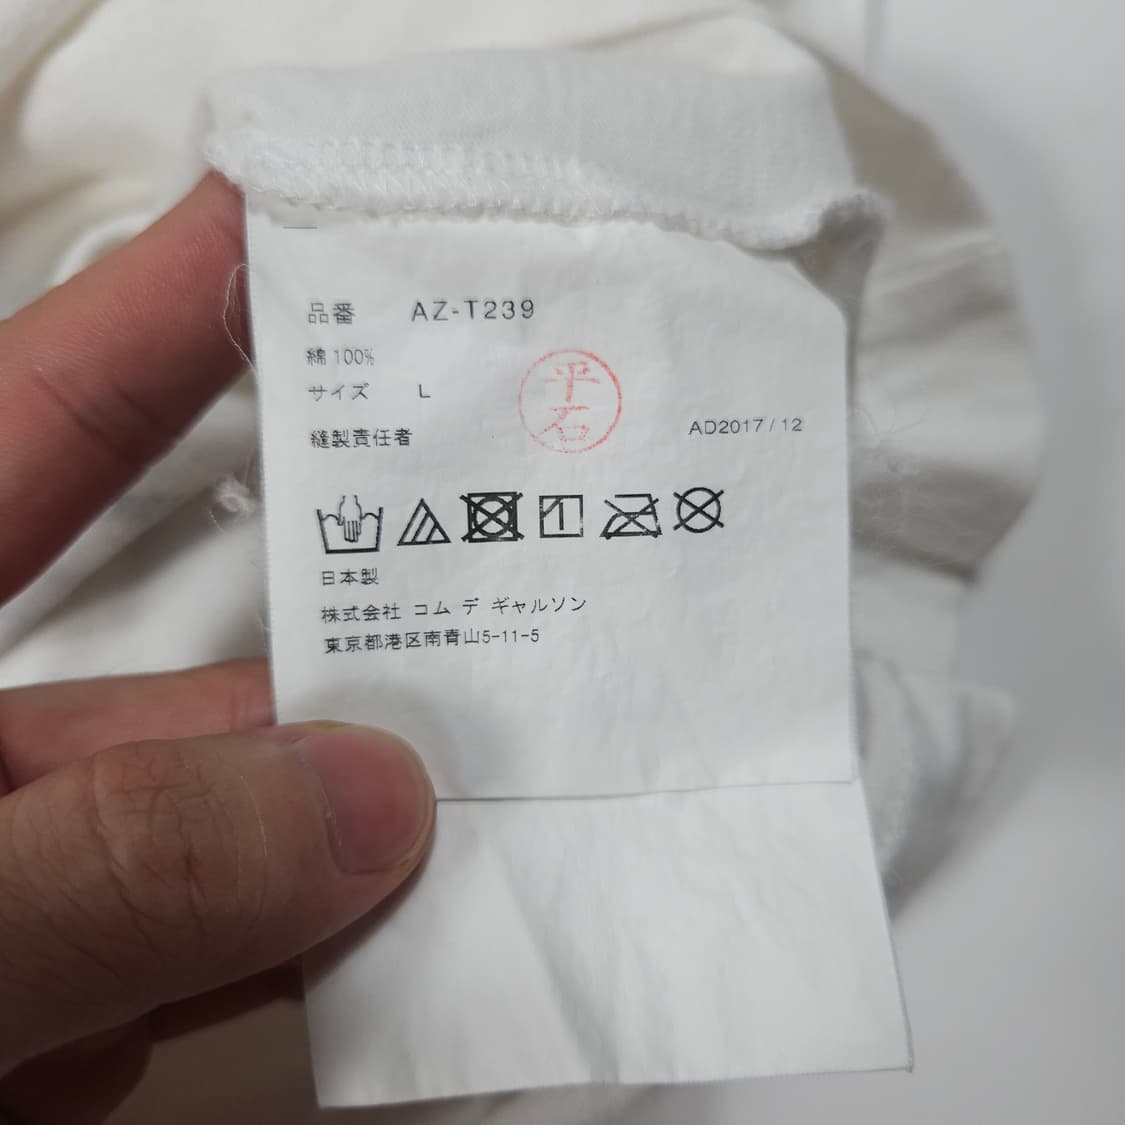 品番 AZ-T239
綿 100%
サイズ L
平石
縫製責任者
AD2017 / 12
日本製
株式会社 コム デ ギャルソン
東京都港区南青山5-11-5